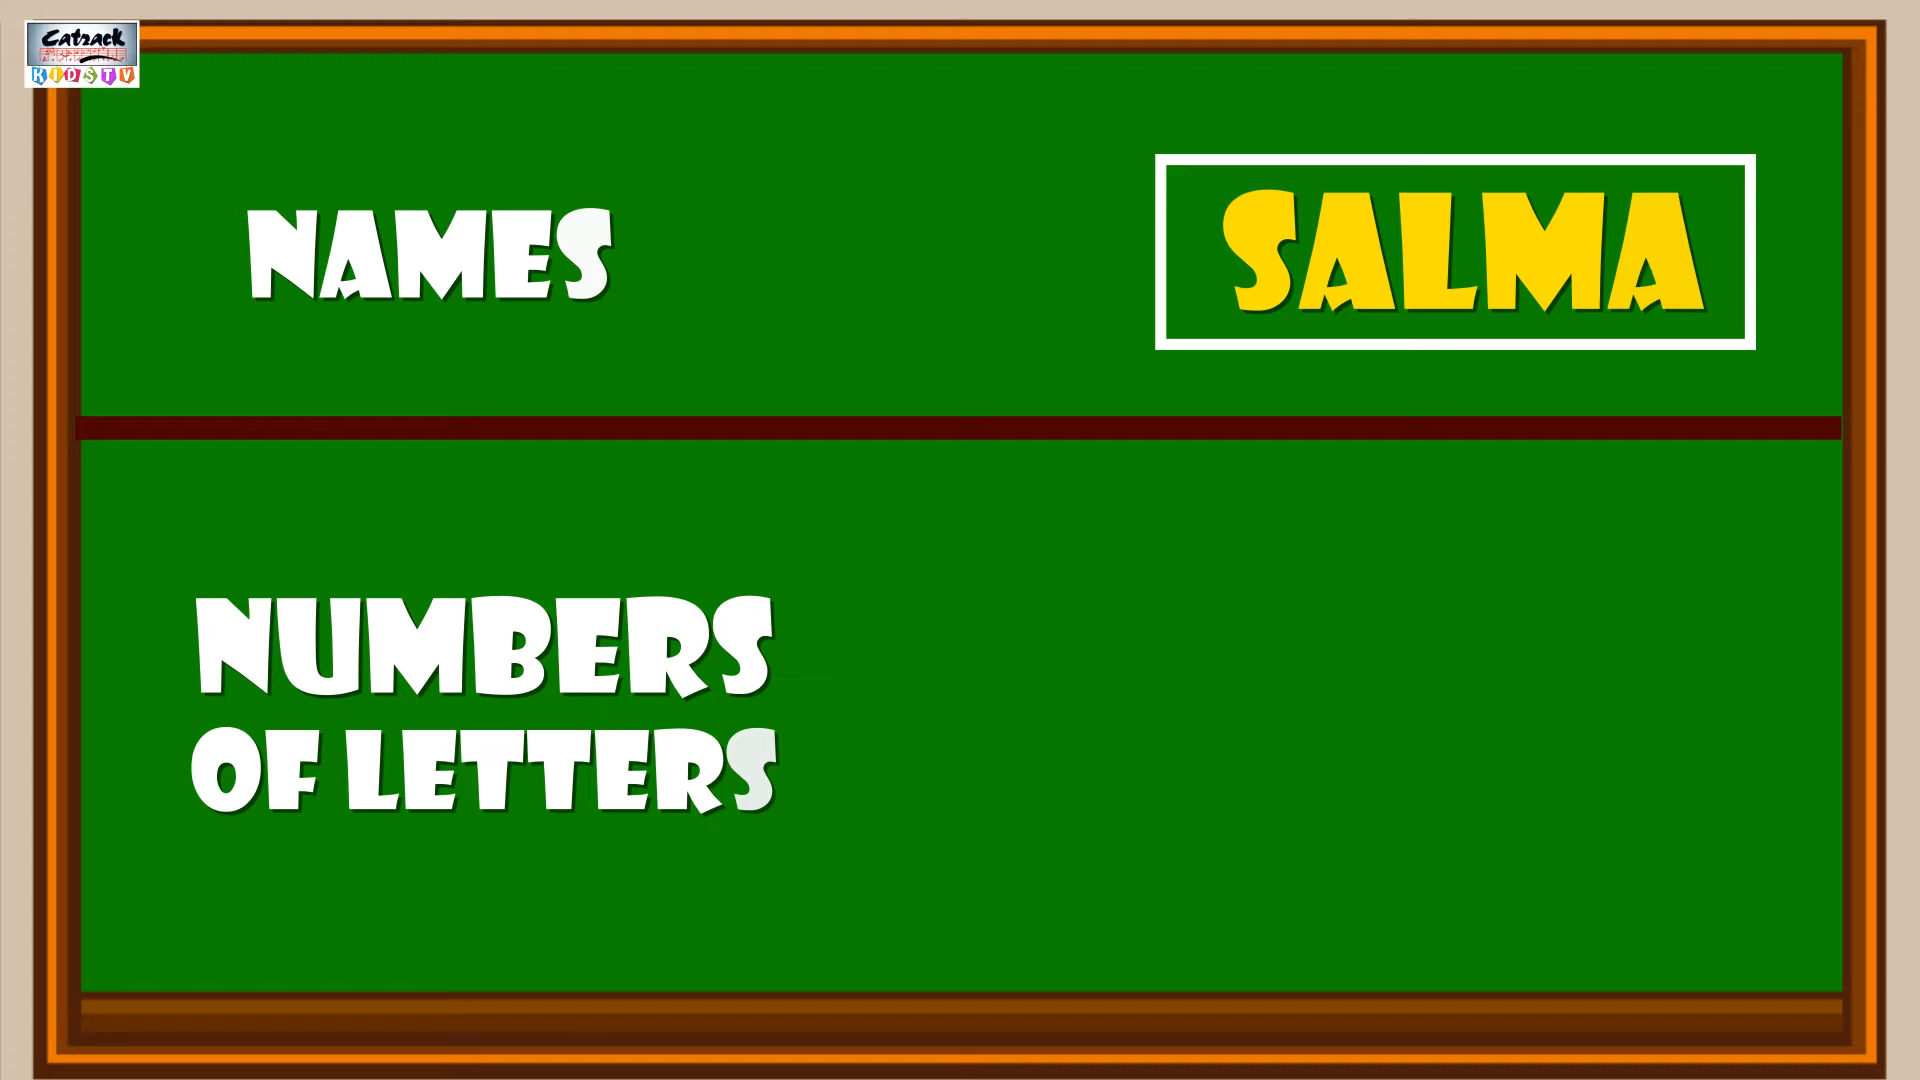 Catrack
KIDS TV
NAMES
SALMA
NUMBERS
OF LETTERS